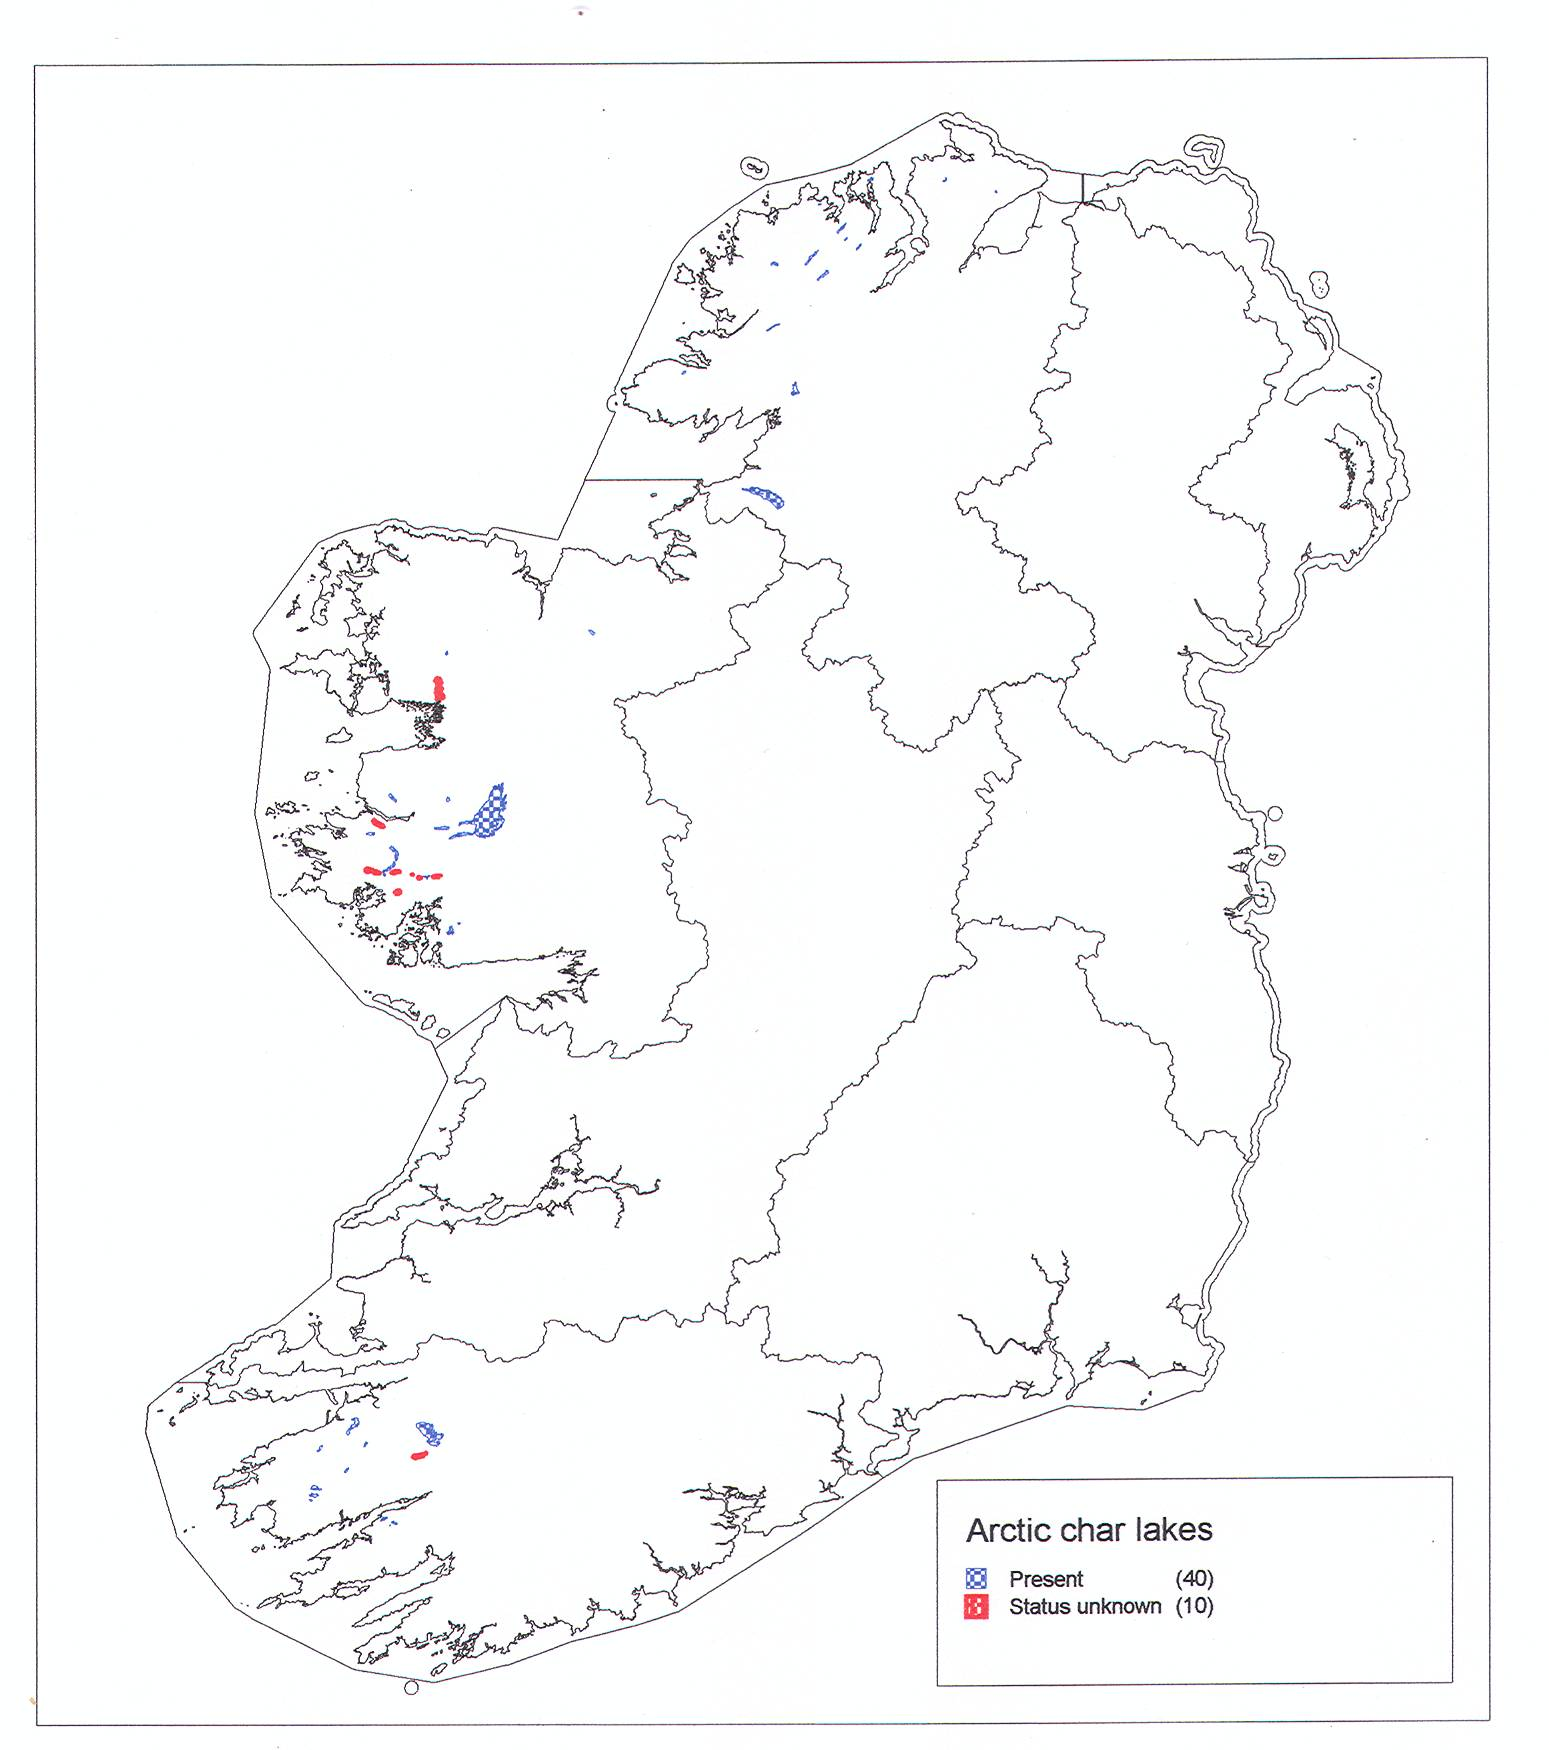 Arctic char lakes
Present (40)
Status unknown (10)